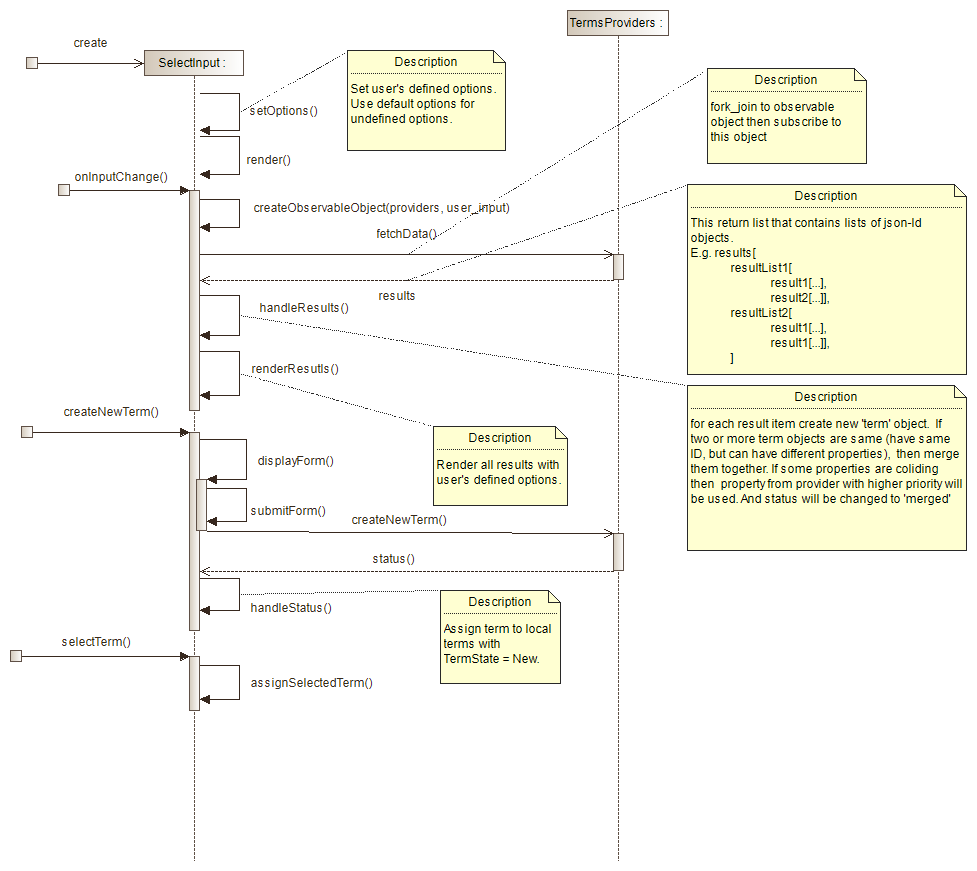 TermsProviders :
create
SelectInput :
Description
Set user's defined options.
Use default options for
undefined options.
setOptions()
Description
fork_join to observable
object then subscribe to
this object
render()
onInputChange()
createObservableObject(providers, user_input)
fetchData()
Description
This return list that contains lists of json-ld
objects.
E.g. results[
resultList1[
result1[...],
result2[...]],
resultList2[
result1[...],
result1[...]],
]
results
handleResults()
renderResutls()
Description
for each result item create new 'term' object. If
two or more term objects are same (have same
ID, but can have different properties), then merge
them together. If some properties are coliding
then property from provider with higher priority will
be used. And status will be changed to 'merged'
createNewTerm()
Description
Render all results with
user's defined options.
displayForm()
submitForm()
createNewTerm()
status()
handleStatus()
Description
Assign term to local
terms with
TermState = New.
selectTerm()
assignSelectedTerm()